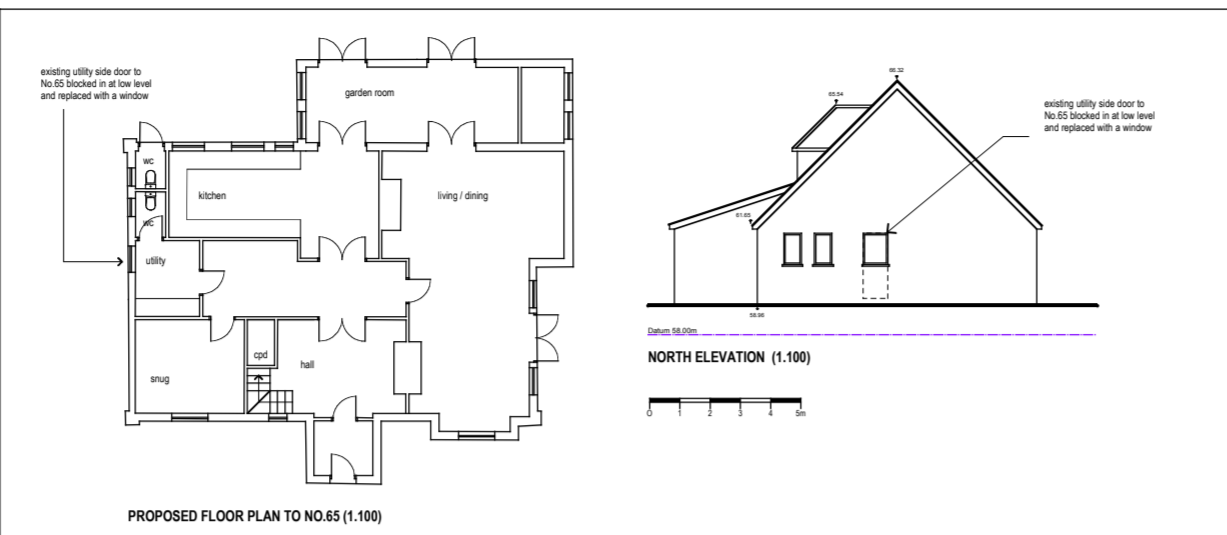 existing utility side door to
No.65 blocked in at low level
and replaced with a window
garden room
wc
kitchen
living / dining
wc
utility
cpd
hall
snug
PROPOSED FLOOR PLAN TO NO.65 (1.100)
66.32
65.54
existing utility side door to
No.65 blocked in at low level
and replaced with a window
61.65
58.96
Datum 58.00m
NORTH ELEVATION (1.100)
O 1 2 3 4 5m